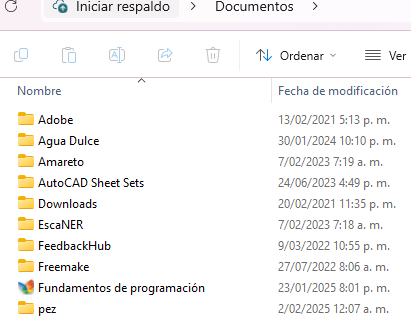 Iniciar respaldo > Documentos >
Ordenar Ver
Nombre Fecha de modificación
Adobe 13/02/2021 5:13 p. m.
Agua Dulce 30/01/2024 10:10 p. m.
Amareto 7/02/2023 7:19 a. m.
AutoCAD Sheet Sets 24/06/2023 4:49 p. m.
Downloads 20/02/2021 11:35 p. m.
EscaNER 7/02/2023 7:18 a. m.
FeedbackHub 9/03/2022 10:55 p. m.
Freemake 27/07/2022 8:06 a. m.
Fundamentos de programación 23/01/2025 8:01 p. m.
pez 2/02/2025 12:07 a. m.